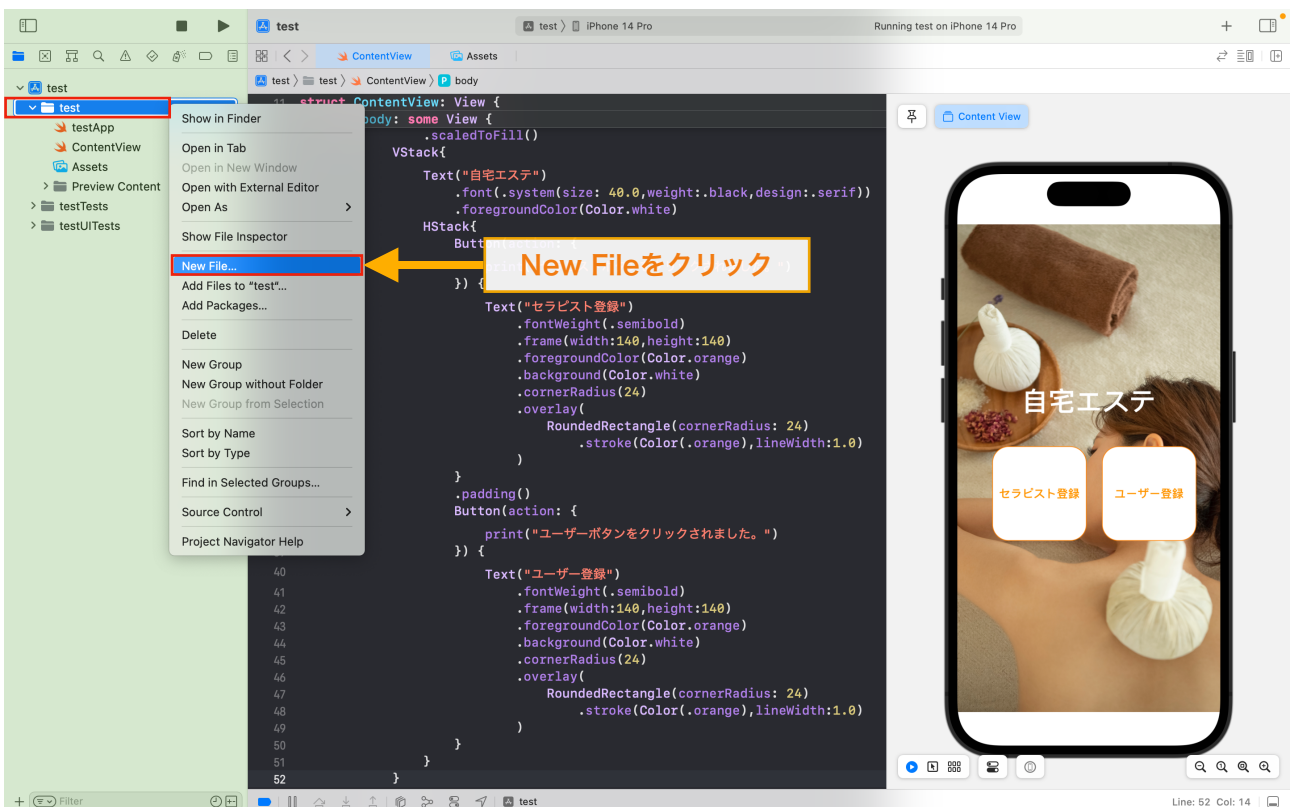 test
test 〉 iPhone 14 Pro
Running test on iPhone 14 Pro
ContentView
Assets
test 〉 test 〉 ContentView 〉 P body
test
test
testApp
ContentView
Assets
Preview Content
testTests
testUITests
Show in Finder
Open in Tab
Open in New Window
Open with External Editor
Open As
Show File Inspector
New File...
Add Files to "test"...
Add Packages...
Delete
New Group
New Group without Folder
New Group from Selection
Sort by Name
Sort by Type
Find in Selected Groups...
Source Control
Project Navigator Help
New Fileをクリック
11 struct ContentView: View {
body: some View {
.scaledToFill()
VStack{
Text("自宅エステ")
.font(.system(size: 40.0,weight:.black,design:.serif))
.foregroundColor(Color.white)
HStack{
Button(action: {
")
}) {
Text("セラピスト登録")
.fontWeight(.semibold)
.frame(width:140,height:140)
.foregroundColor(Color.orange)
.background(Color.white)
.cornerRadius(24)
.overlay(
RoundedRectangle(cornerRadius: 24)
.stroke(Color(.orange),lineWidth:1.0)
)
}
.padding()
Button(action: {
print("ユーザーボタンをクリックされました。")
}) {
40 Text("ユーザー登録")
41 .fontWeight(.semibold)
42 .frame(width:140,height:140)
43 .foregroundColor(Color.orange)
44 .background(Color.white)
45 .cornerRadius(24)
46 .overlay(
47 RoundedRectangle(cornerRadius: 24)
48 .stroke(Color(.orange),lineWidth:1.0)
49 )
50 }
51 }
52 }
Content View
自宅エステ
セラピスト登録 ユーザー登録
Filter
test
Line: 52 Col: 14